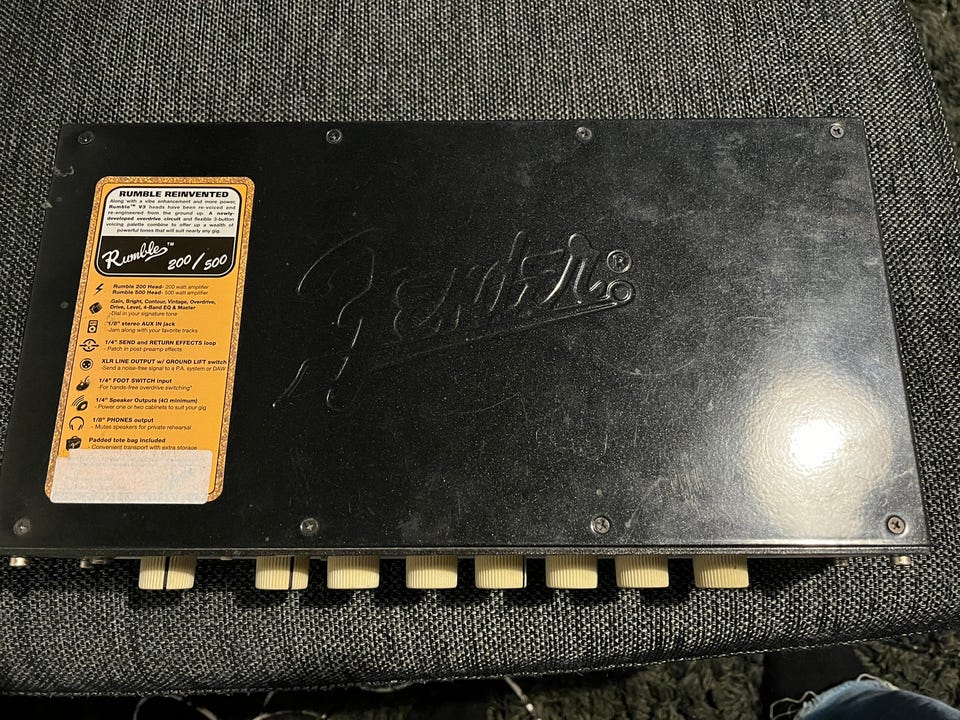 RUMBLE REINVENTED
Along with a vibe enhancement and more power,
Rumble™ V3 heads have been re-voiced and
re-engineered from the ground up. A newly-
developed overdrive circuit and flexible 3-button
voicing palette combine to offer up a wealth of
powerful tones that will suit nearly any gig.
Rumble™
200/500
Rumble 200 Head- 200 watt amplifier
Rumble 500 Head- 500 watt amplifier
Gain, Bright, Contour, Vintage, Overdrive,
Drive, Level, 4-Band EQ & Master
-Dial in your signature tone
1/8" stereo AUX IN jack
-Jam along with your favorite tracks
1/4" SEND and RETURN EFFECTS loop
- Patch in post-preamp effects
XLR LINE OUTPUT w/ GROUND LIFT switch
-Send a noise-free signal to a P.A. system or DAW
1/4" FOOT SWITCH input
-For hands-free overdrive switching*
1/4" Speaker Outputs (4Ω minimum)
- Power one or two cabinets to suit your gig
1/8" PHONES output
- Mutes speakers for private rehearsal
Padded tote bag included
- Convenient transport with extra storage
Fender®